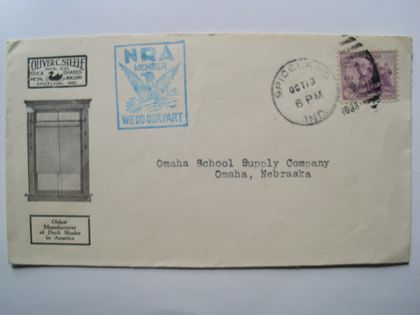 OLIVER C. STEELE
MFG. CO.
DUCK SHADES
METAL ROLLERS
SPICELAND, IND.
NRA
MEMBER
U.S.
WE DO OUR PART
SPICELAND
OCT 13
6 PM
IND.
Omaha School Supply Company
Omaha, Nebraska
Oldest
Manufacturer
of Duck Shades
in America